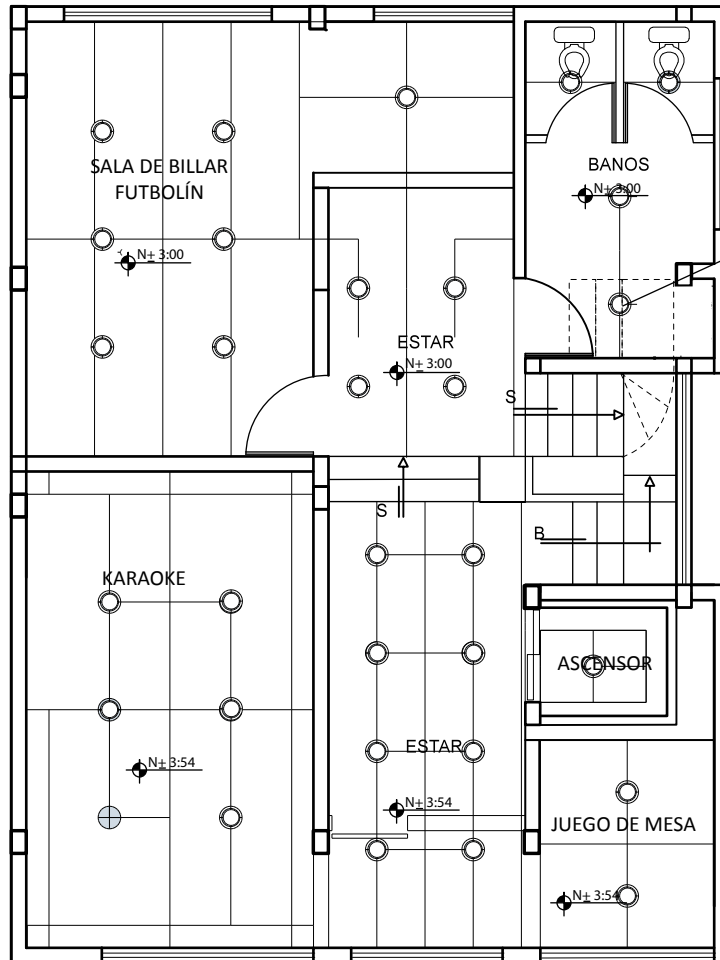 SALA DE BILLAR
FUTBOLÍN
N± 3:00
BANOS
N± 3:00
ESTAR
N± 3:00
S
S
B
KARAOKE
N± 3:54
ASCENSOR
ESTAR
N± 3:54
JUEGO DE MESA
N± 3:54